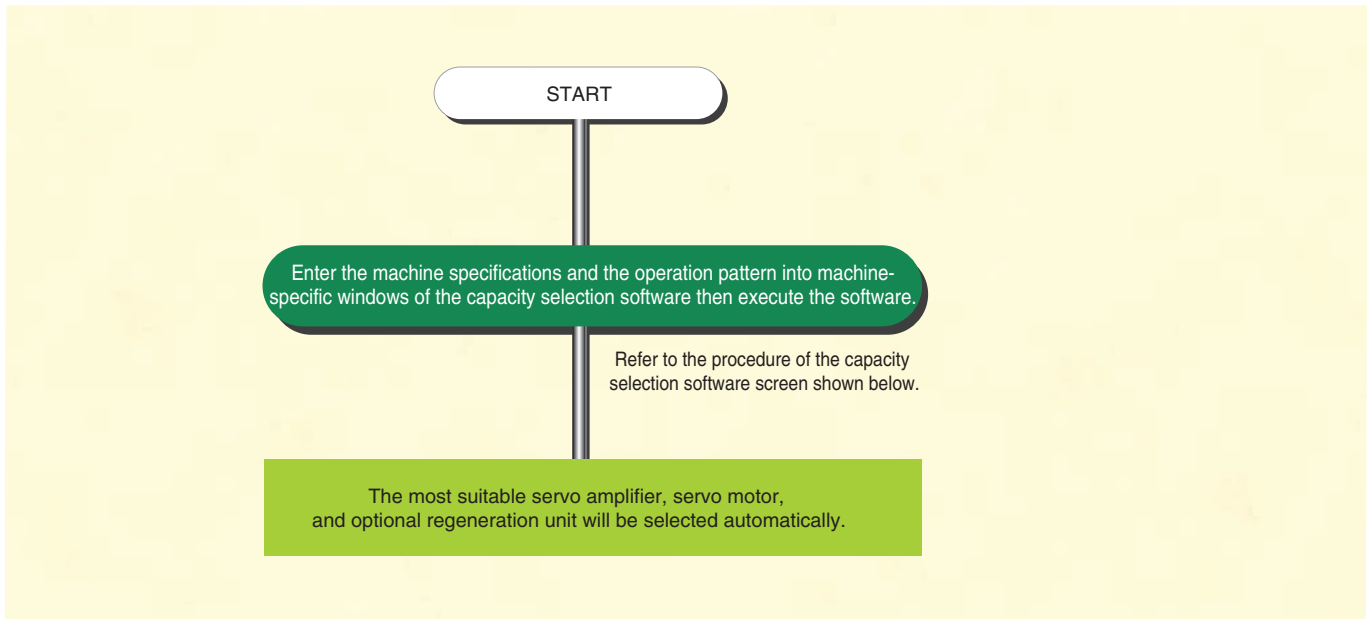 START
Enter the machine specifications and the operation pattern into machine-
specific windows of the capacity selection software then execute the software.
Refer to the procedure of the capacity
selection software screen shown below.
The most suitable servo amplifier, servo motor,
and optional regeneration unit will be selected automatically.